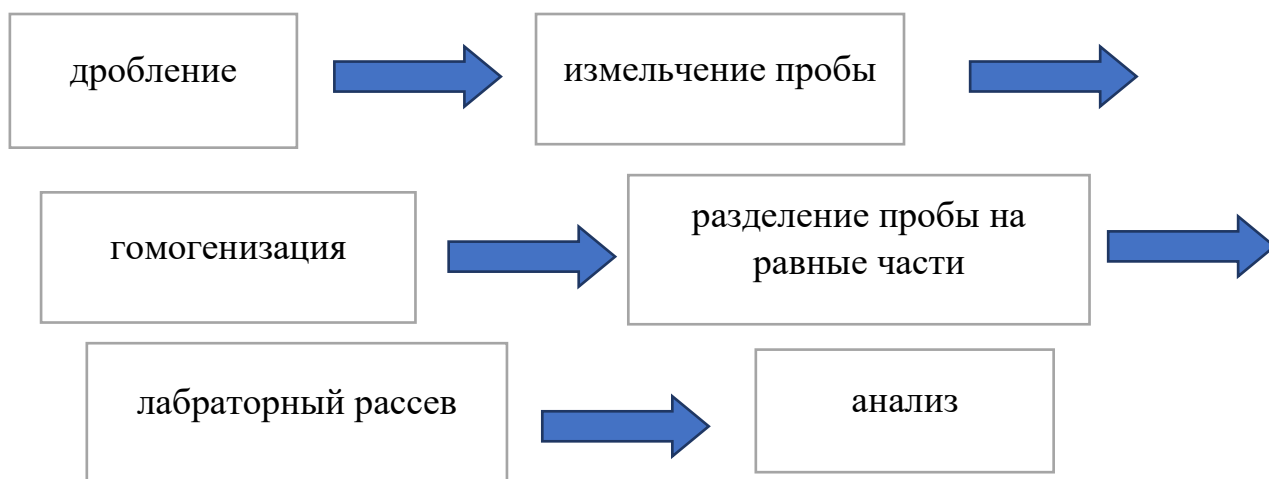 дробление
измельчение пробы
гомогенизация
разделение пробы на
равные части
лабраторный рассев
анализ